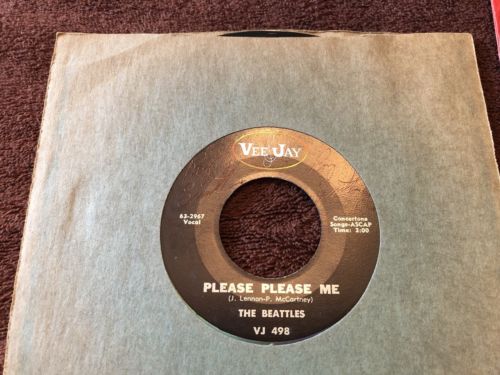 VEE JAY
63-2967
Vocal
Concertone
Songs-ASCAP
Time: 2:00
PLEASE PLEASE ME
(J. Lennon-P. McCartney)
THE BEATTLES
VJ 498